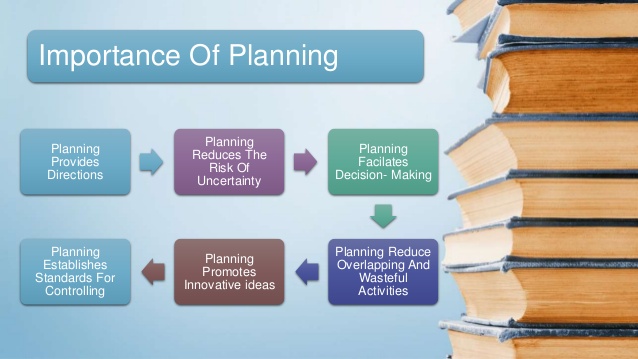 Importance Of Planning
Planning
Provides
Directions
Planning
Reduces The
Risk Of
Uncertainty
Planning
Facilates
Decision- Making
Planning Reduce
Overlapping And
Wasteful
Activities
Planning
Promotes
Innovative ideas
Planning
Establishes
Standards For
Controlling